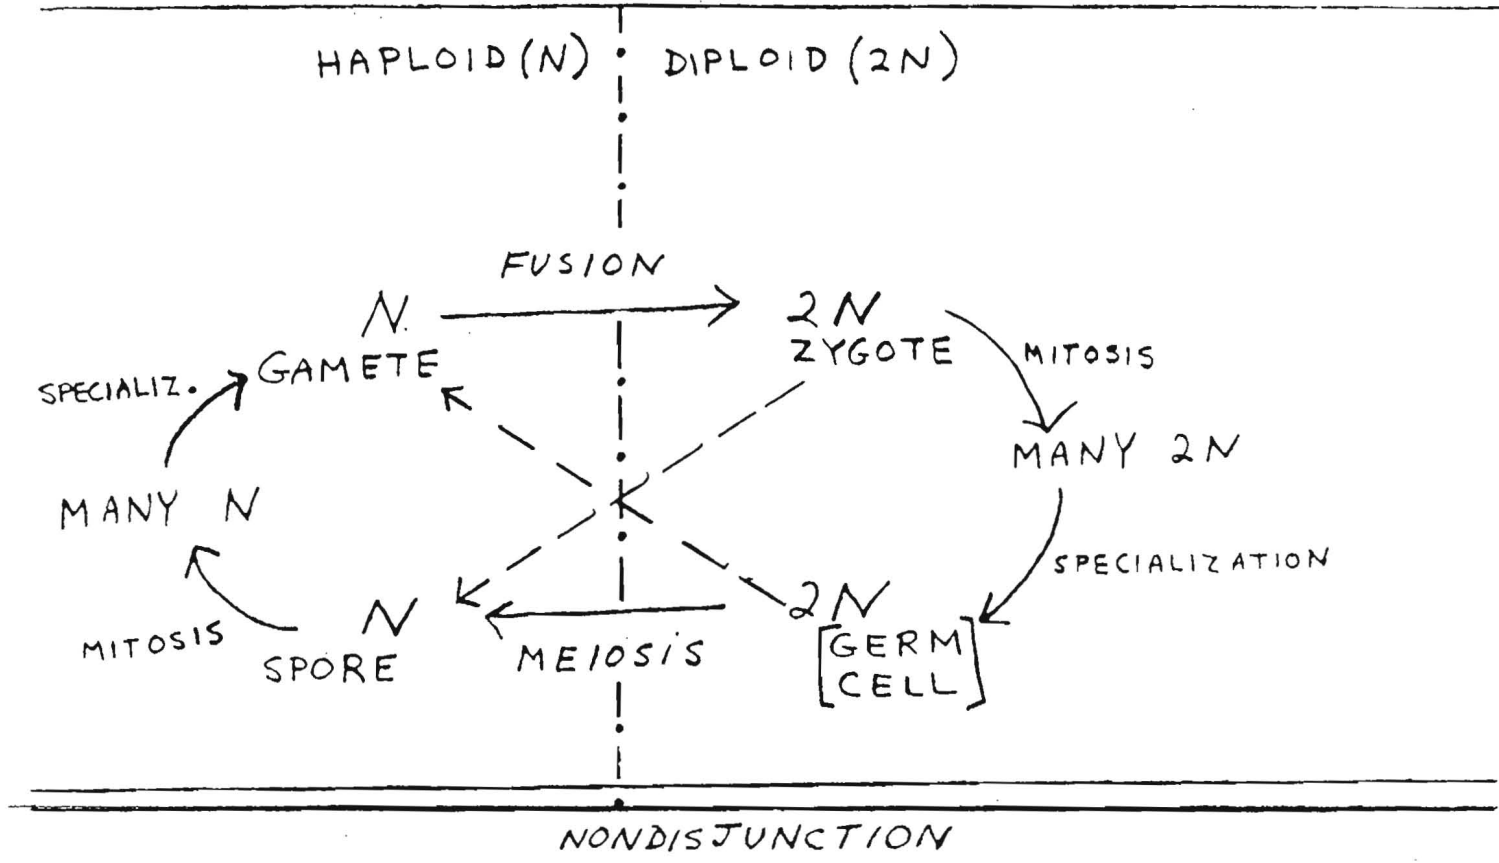 HAPLOID (N) DIPLOID (2N)
FUSION
N
GAMETE
2N
ZYGOTE
MITOSIS
SPECIALIZ.
MANY 2N
MANY N
SPECIALIZATION
N
SPORE
MITOSIS
MEIOSIS
2N
[GERM
CELL]
NONDISJUNCTION